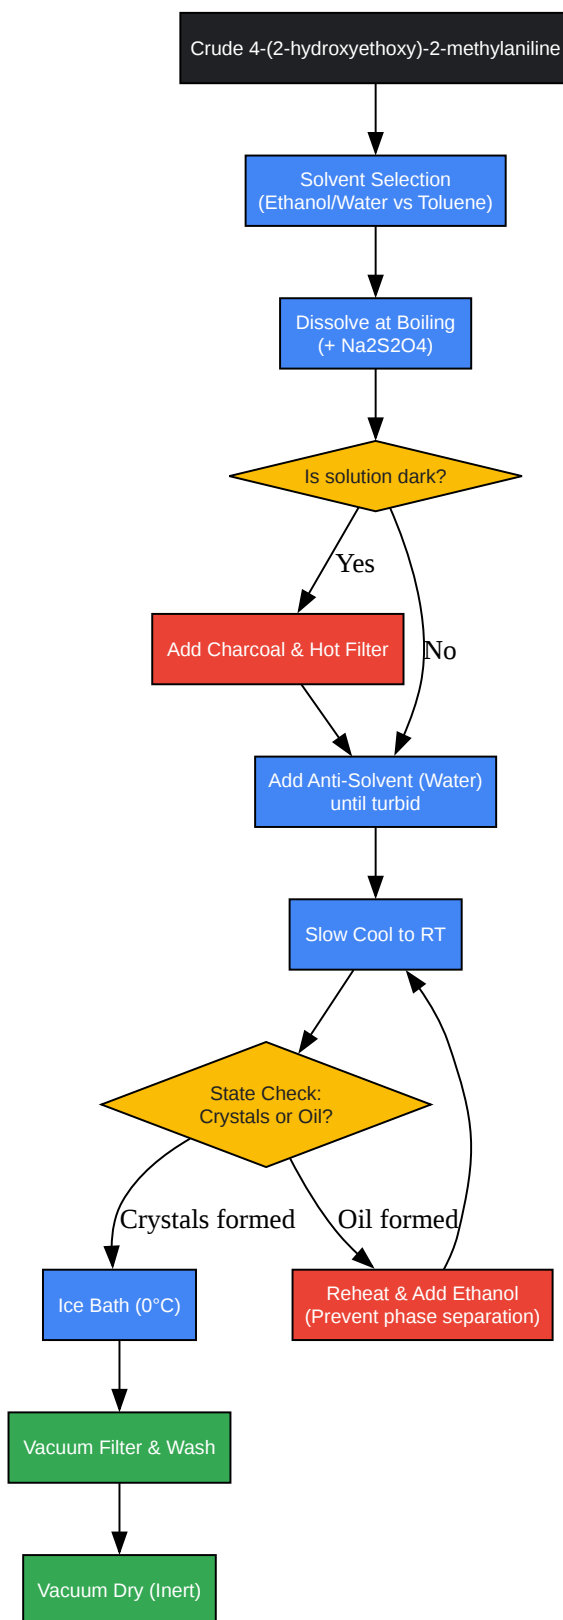 Crude 4-(2-hydroxyethoxy)-2-methylaniline
Solvent Selection
(Ethanol/Water vs Toluene)
Dissolve at Boiling
(+ Na2S2O4)
Is solution dark?
Yes
Add Charcoal & Hot Filter
No
Add Anti-Solvent (Water)
until turbid
Slow Cool to RT
State Check:
Crystals or Oil?
Crystals formed
Oil formed
Ice Bath (0°C)
Reheat & Add Ethanol
(Prevent phase separation)
Vacuum Filter & Wash
Vacuum Dry (Inert)